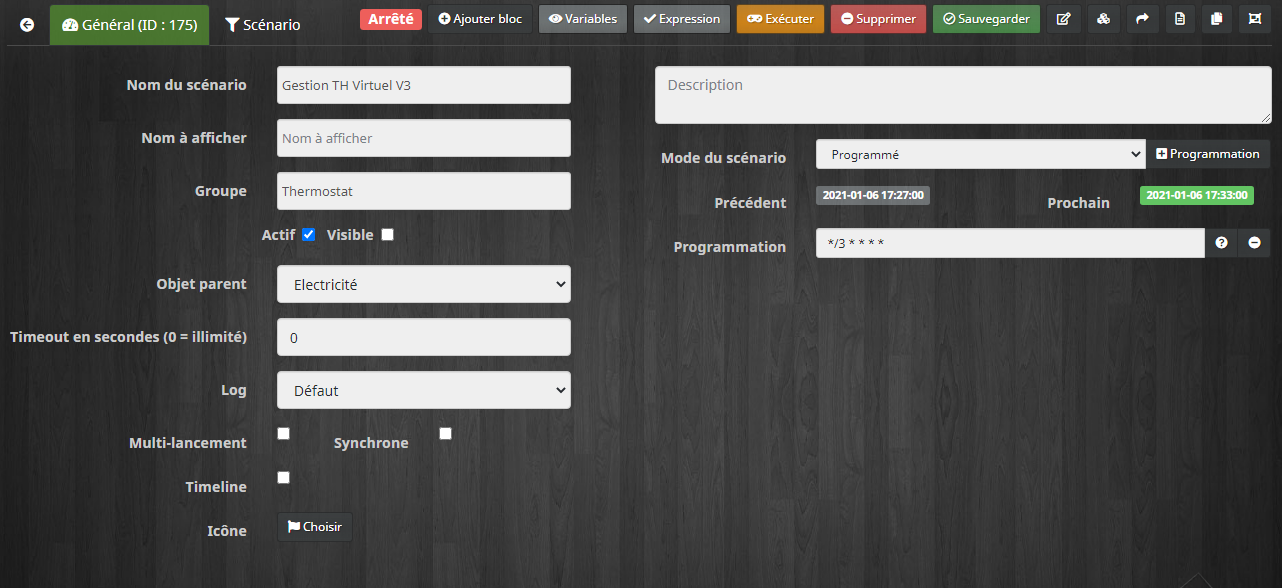 Général (ID : 175) Scénario Arrêté Ajouter bloc Variables Expression Exécuter Supprimer Sauvegarder
Nom du scénario Gestion TH Virtuel V3
Description
Nom à afficher Nom à afficher
Mode du scénario Programmé Programmation
Groupe Thermostat
Précédent 2021-01-06 17:27:00 Prochain 2021-01-06 17:33:00
Actif Visible
Programmation */3 * * * *
Objet parent Electricité
Timeout en secondes (0 = illimité) 0
Log Défaut
Multi-lancement Synchrone
Timeline
Icône Choisir